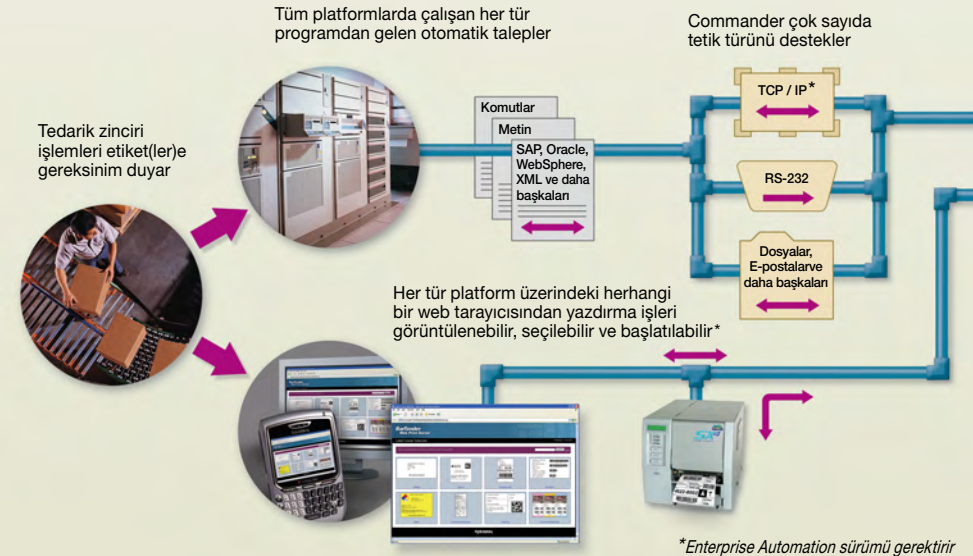 Tüm platformlarda çalışan her tür
programdan gelen otomatik talepler
Commander çok sayıda
tetik türünü destekler
Tedarik zinciri
işlemleri etiket(ler)e
gereksinim duyar
Komutlar
Metin
SAP, Oracle,
WebSphere,
XML ve daha
başkaları
TCP / IP*
RS-232
Dosyalar,
E-postalarve
daha başkaları
Her tür platform üzerindeki herhangi
bir web tarayıcısından yazdırma işleri
görüntülenebilir, seçilebilir ve başlatılabilir*
BarTender
*Enterprise Automation sürümü gerektirir